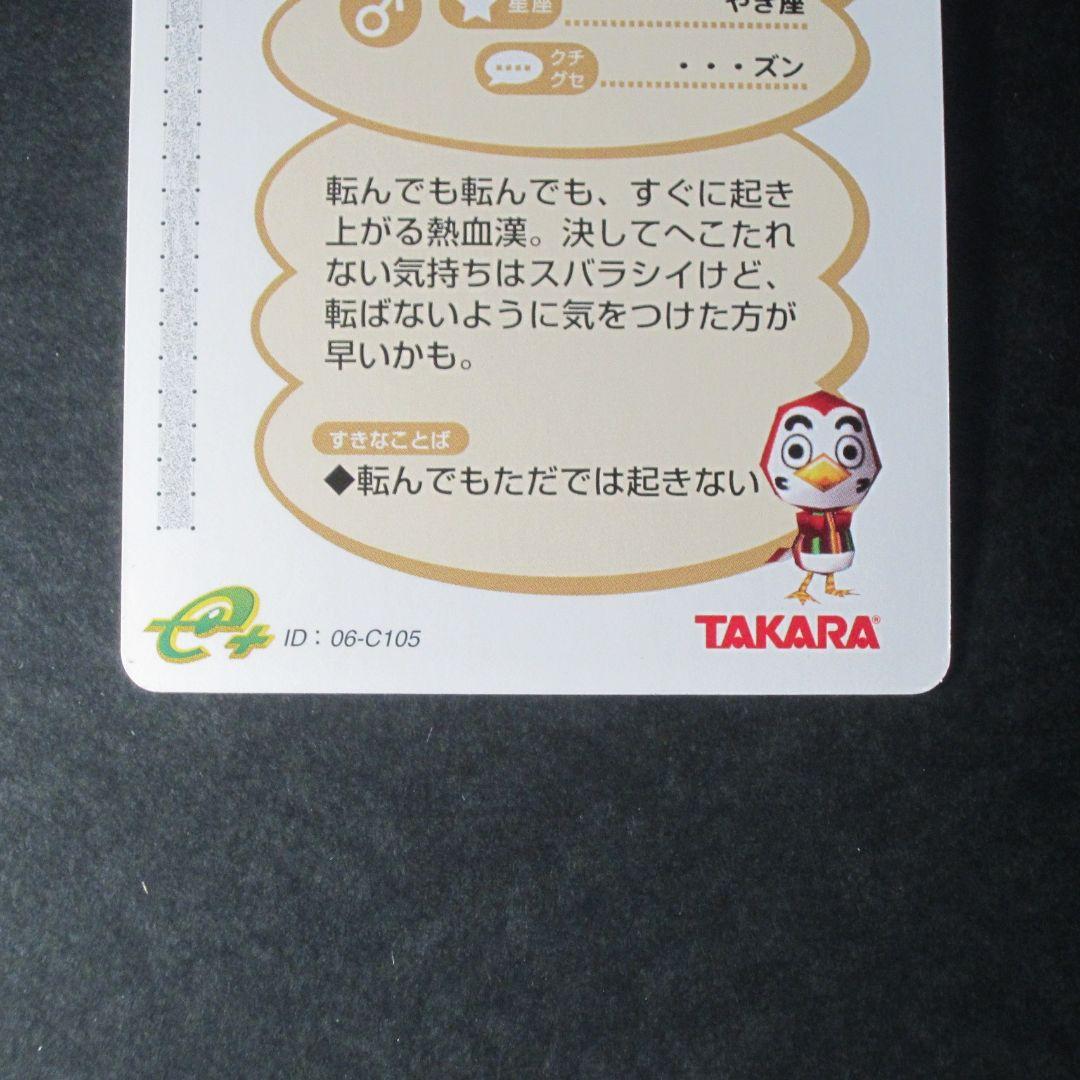 星座
やぎ座
クチ
グセ
・・・ズン
転んでも転んでも、すぐに起き
上がる熱血漢。決してへこたれ
ない気持ちはスバラシイけど、
転ばないように気をつけた方が
早いかも。
すきなことば
◆転んでもただでは起きない
e+
ID：06-C105
TAKARA®